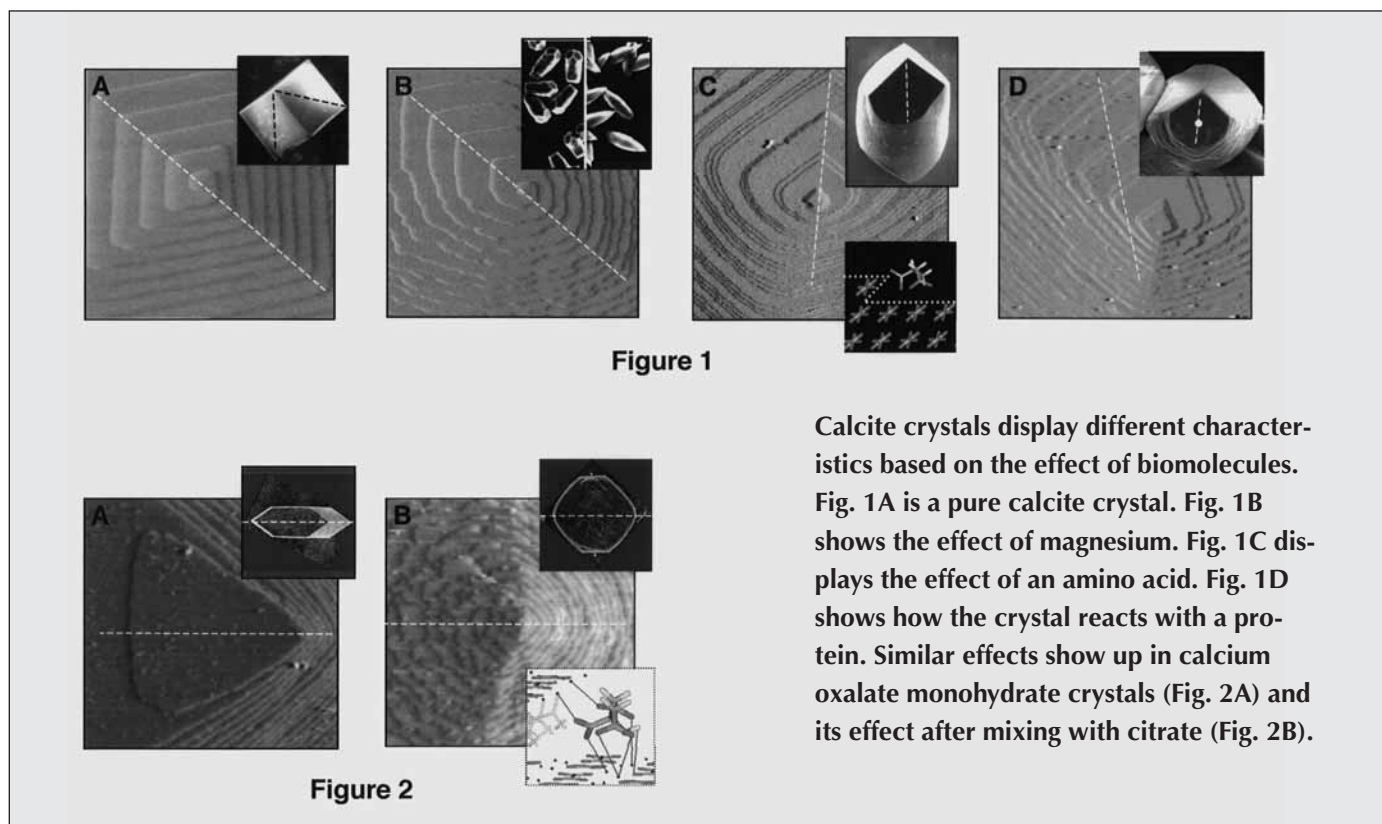 A
B
C
D
Figure 1
A
B
Figure 2
Calcite crystals display different character-
istics based on the effect of biomolecules.
Fig. 1A is a pure calcite crystal. Fig. 1B
shows the effect of magnesium. Fig. 1C dis-
plays the effect of an amino acid. Fig. 1D
shows how the crystal reacts with a pro-
tein. Similar effects show up in calcium
oxalate monohydrate crystals (Fig. 2A) and
its effect after mixing with citrate (Fig. 2B).